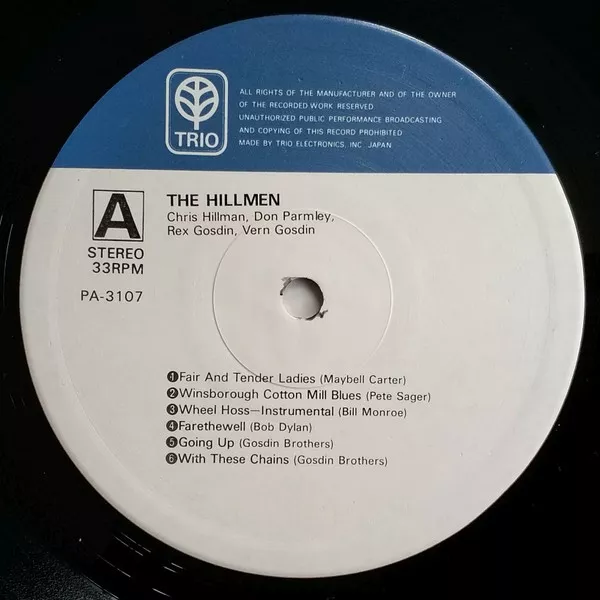 TRIO
ALL RIGHTS OF THE MANUFACTURER AND OF THE OWNER
OF THE RECORDED WORK RESERVED
UNAUTHORIZED PUBLIC PERFORMANCE BROADCASTING
AND COPYING OF THIS RECORD PROHIBITED
MADE BY TRIO ELECTRONICS, INC. JAPAN
A
STEREO
33RPM
PA-3107
THE HILLMEN
Chris Hillman, Don Parmley,
Rex Gosdin, Vern Gosdin
❶Fair And Tender Ladies (Maybell Carter)
❷Winsborough Cotton Mill Blues (Pete Sager)
❸Wheel Hoss—Instrumental (Bill Monroe)
❹Farethewell (Bob Dylan)
❺Going Up (Gosdin Brothers)
❻With These Chains (Gosdin Brothers)